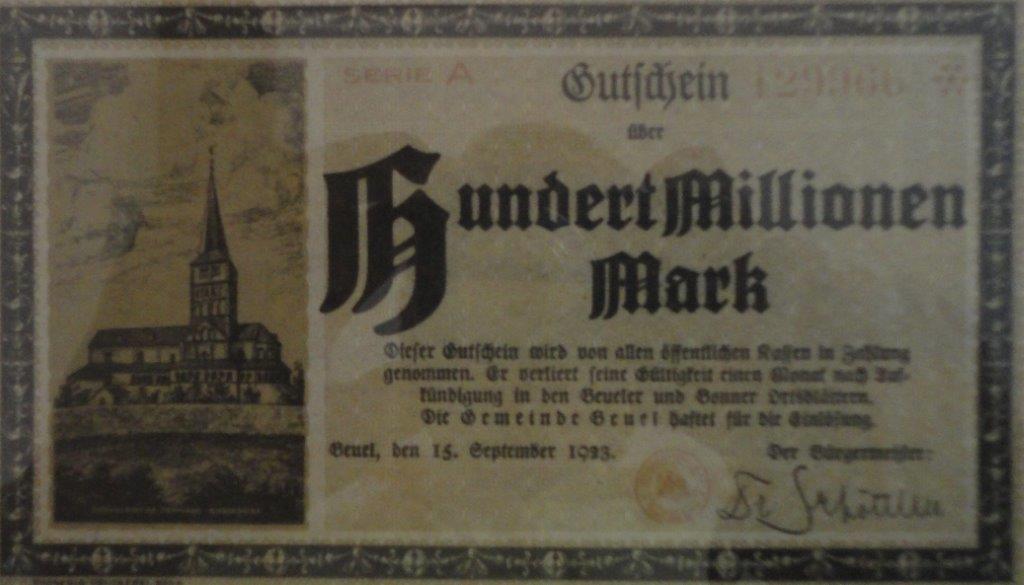 SERIE A
Gutschein 129966 ✻
über
Hundert Millionen
Mark
Dieser Gutschein wird von allen öffentlichen Kassen in Zahlung
genommen. Er verliert seine Gültigkeit einen Monat nach Auf-
kündigung in den Beueler und Bonner Ortsblättern.
Die Gemeinde Beuel haftet für die Einlösung.
Beuel, den 15. September 1923.
Der Bürgermeister: